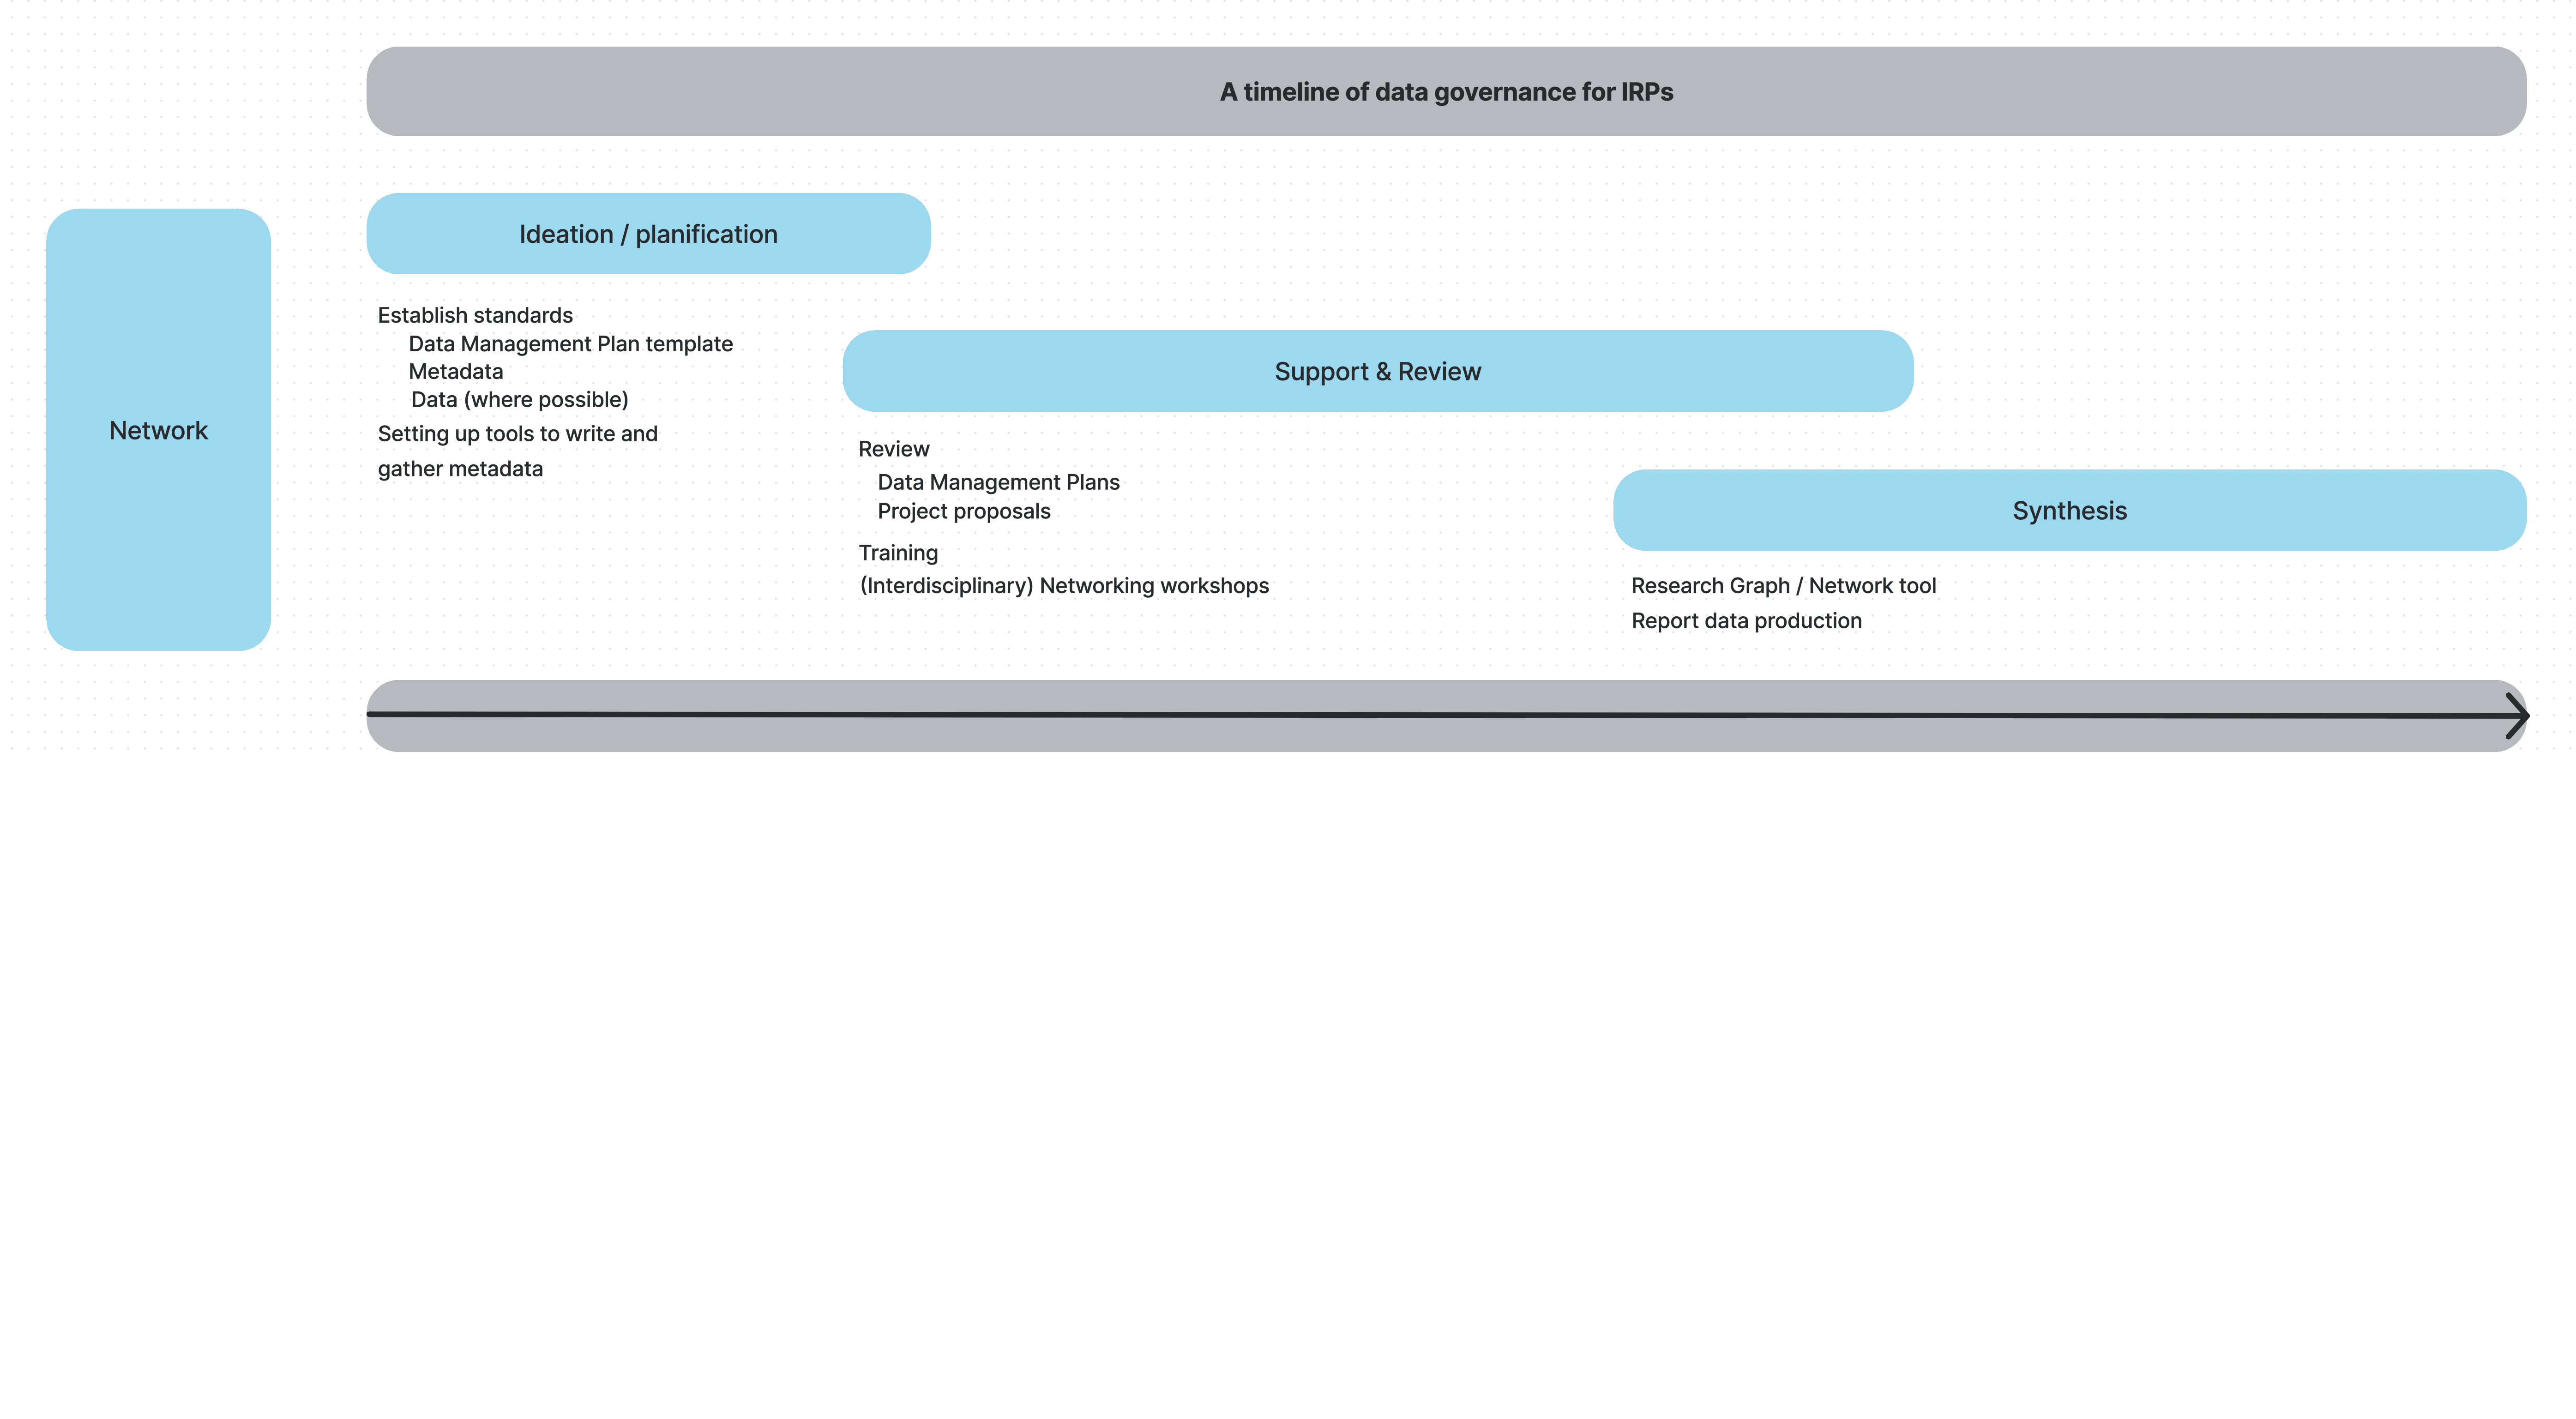 A timeline of data governance for IRPs
Network
Ideation / planification
Establish standards
Data Management Plan template
Metadata
Data (where possible)
Setting up tools to write and
gather metadata
Support & Review
Review
Data Management Plans
Project proposals
Training
(Interdisciplinary) Networking workshops
Synthesis
Research Graph / Network tool
Report data production